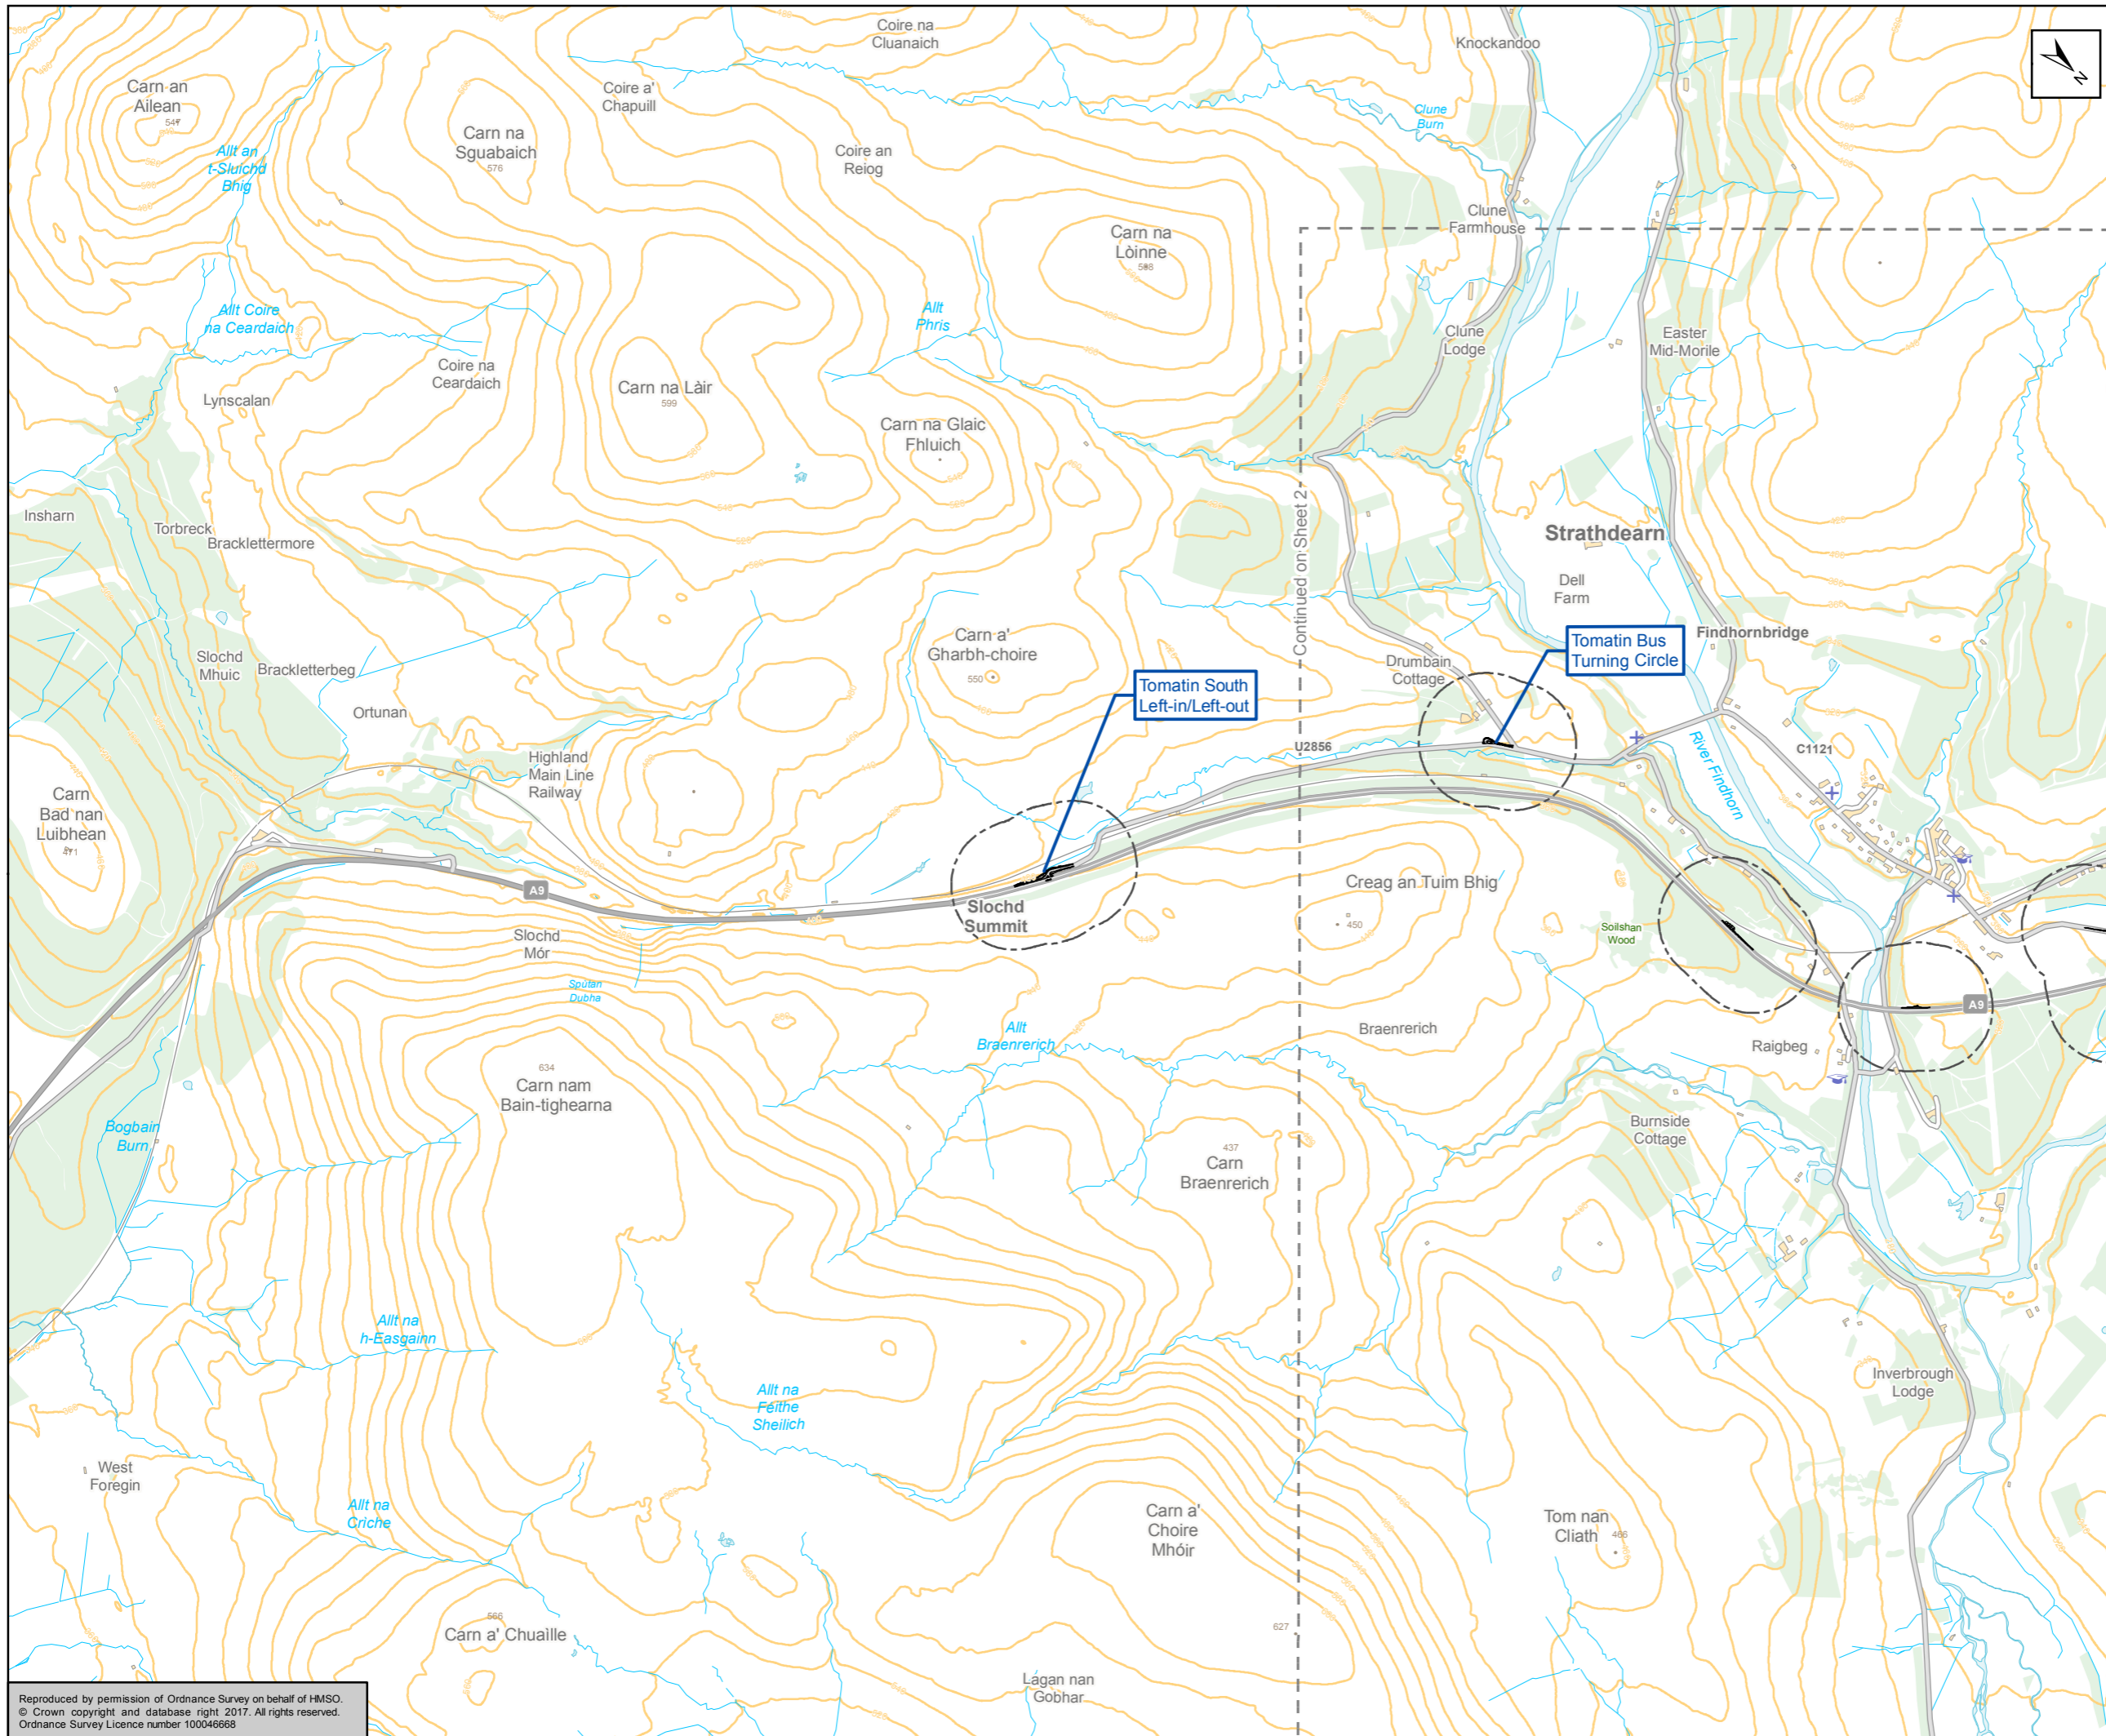 Coire na
Cluanaich
Knockandoo
N
Carn an
Ailean
547
Coire a'
Chapuill
Carn na
Sguabaich
576
Clune
Burn
Allt an
t-Sluichd
Bhig
Coire an
Reiog
Clune
Farmhouse
Carn na
Lòinne
Allt Coire
na Ceardaich
Allt
Phris
Clune
Lodge
Easter
Mid-Morile
Coire na
Ceardaich
Carn na Làir
599
Lynscalan
Carn na Glaic
Fhluich
Continued on Sheet 2
Insharn
Torbreck
Bracklettermore
Strathdearn
Dell
Farm
Carn a'
Gharbh-choire
550
Findhornbridge
Tomatin Bus
Turning Circle
Slochd
Mhuic
Brackletterbeg
Drumbain
Cottage
Tomatin South
Left-in/Left-out
Ortunan
U2856
C1121
River Findhorn
Highland
Main Line
Railway
Carn
Bad nan
Luibhean
471
A9
Creag an Tuim Bhig
450
Slochd
Summit
Soilshan
Wood
Slochd
Mór
Spùtan
Dubha
A9
Allt
Braenrerich
Braenrerich
Raigbeg
634
Carn nam
Bain-tighearna
Bogbain
Burn
Burnside
Cottage
437
Carn
Braenrerich
Allt na
h-Easgainn
Inverbrough
Lodge
Allt na
Féithe
Sheilich
West
Foregin
Allt na
Criche
Carn a'
Choire
Mhóir
Tom nan
Cliath
466
566
Carn a' Chuaille
627
Lagan nan
Gobhar
Reproduced by permission of Ordnance Survey on behalf of HMSO.
© Crown copyright and database right 2017. All rights reserved.
Ordnance Survey Licence number 100046668